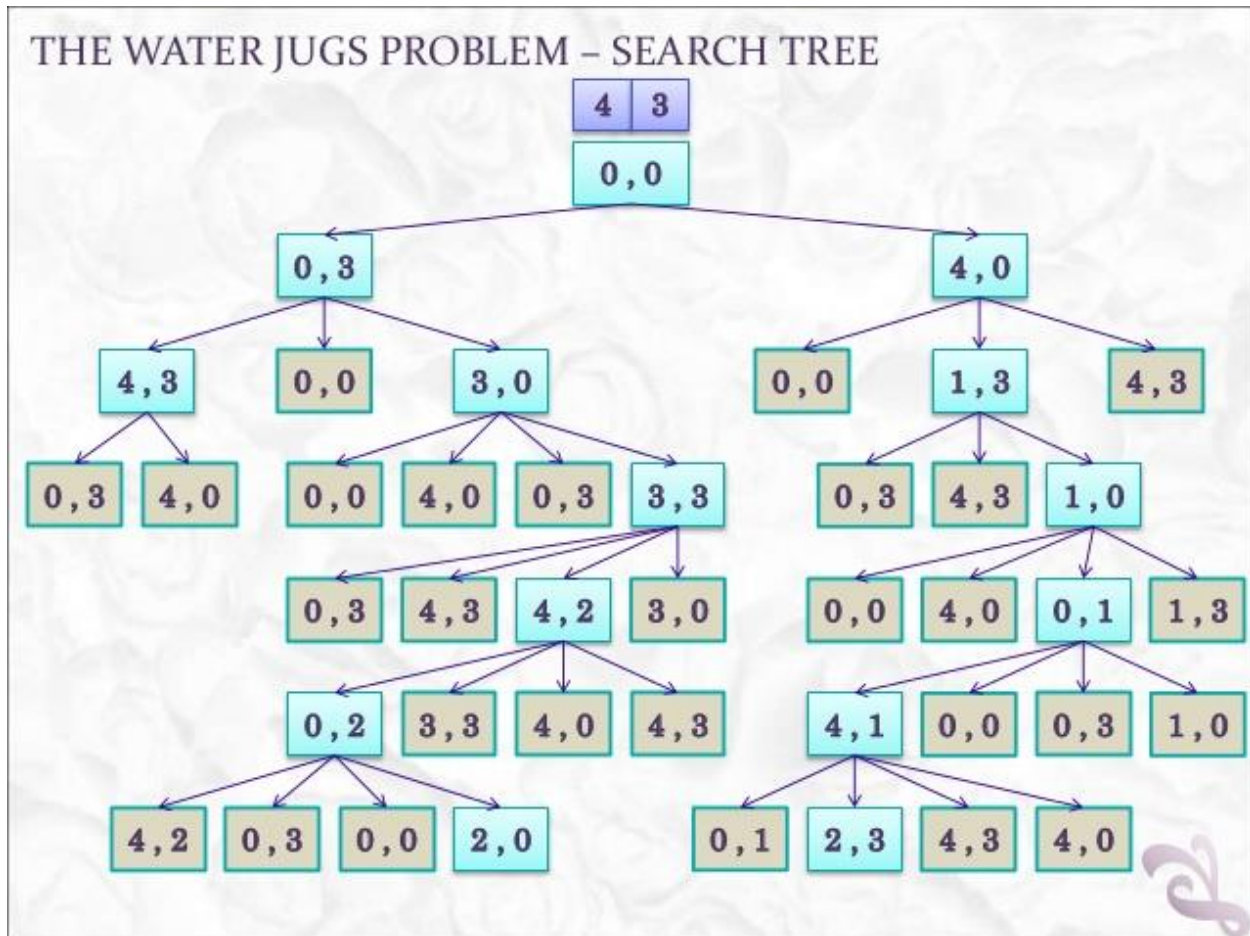 THE WATER JUGS PROBLEM – SEARCH TREE
4 3
0 , 0
0 , 3 4 , 0
4 , 3 0 , 0 3 , 0 0 , 0 1 , 3 4 , 3
0 , 3 4 , 0 0 , 0 4 , 0 0 , 3 3 , 3 0 , 3 4 , 3 1 , 0
0 , 3 4 , 3 4 , 2 3 , 0 0 , 0 4 , 0 0 , 1 1 , 3
0 , 2 3 , 3 4 , 0 4 , 3 4 , 1 0 , 0 0 , 3 1 , 0
4 , 2 0 , 3 0 , 0 2 , 0 0 , 1 2 , 3 4 , 3 4 , 0